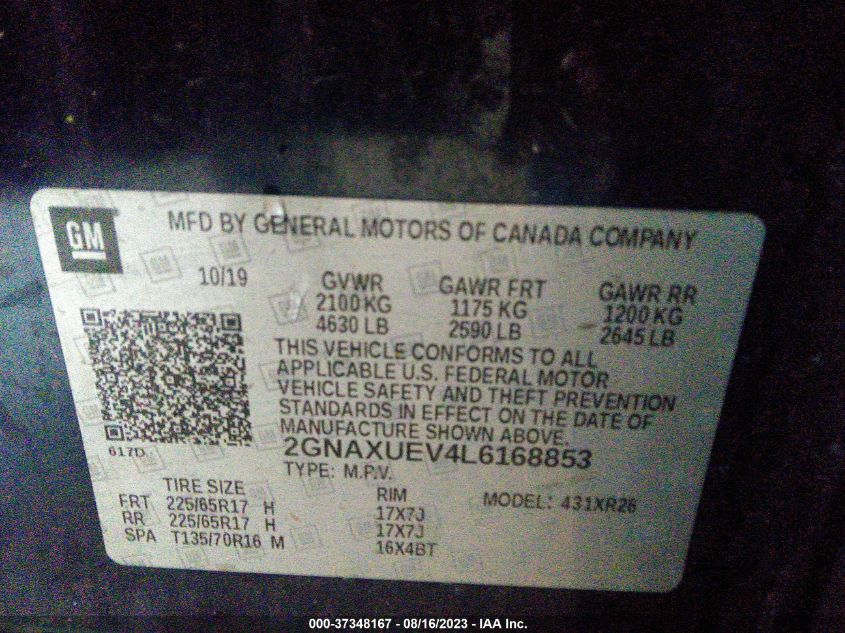 GM
MFD BY GENERAL MOTORS OF CANADA COMPANY
10/19
GVWR GAWR FRT GAWR RR
2100 KG 1175 KG 1200 KG
4630 LB 2590 LB 2645 LB
THIS VEHICLE CONFORMS TO ALL
APPLICABLE U.S. FEDERAL MOTOR
VEHICLE SAFETY AND THEFT PREVENTION
STANDARDS IN EFFECT ON THE DATE OF
MANUFACTURE SHOWN ABOVE.
617D
2GNAXUEV4L6168853
TYPE: M.P.V.
TIRE SIZE RIM MODEL: 431XR26
FRT 225/65R17 H 17X7J
RR 225/65R17 H 17X7J
SPA T135/70R16 M 16X4BT
000-37348167 - 08/16/2023 - IAA Inc.